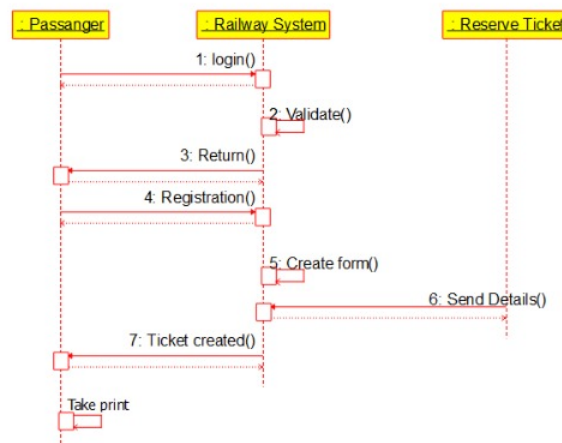 : Passanger
: Railway System
: Reserve Ticket
1: login()
2: Validate()
3: Return()
4: Registration()
5: Create form()
6: Send Details()
7: Ticket created()
Take print